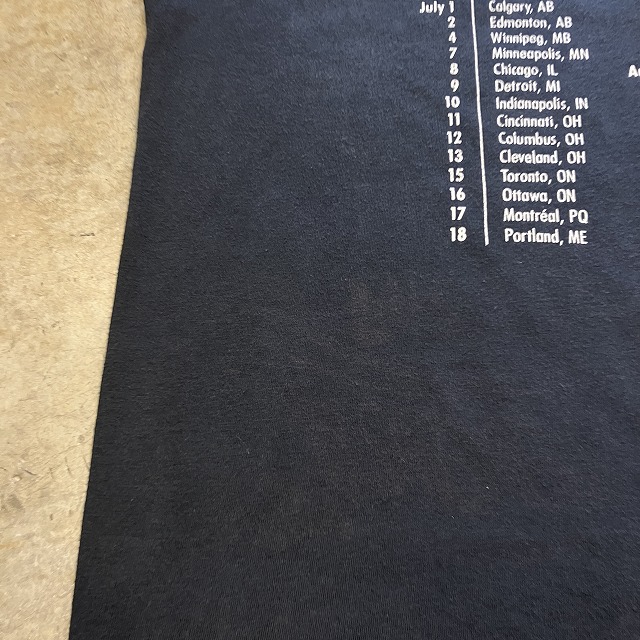 July 1 Calgary, AB
2 Edmonton, AB
4 Winnipeg, MB
7 Minneapolis, MN
8 Chicago, IL
9 Detroit, MI
10 Indianapolis, IN
11 Cincinnati, OH
12 Columbus, OH
13 Cleveland, OH
15 Toronto, ON
16 Ottawa, ON
17 Montréal, PQ
18 Portland, ME